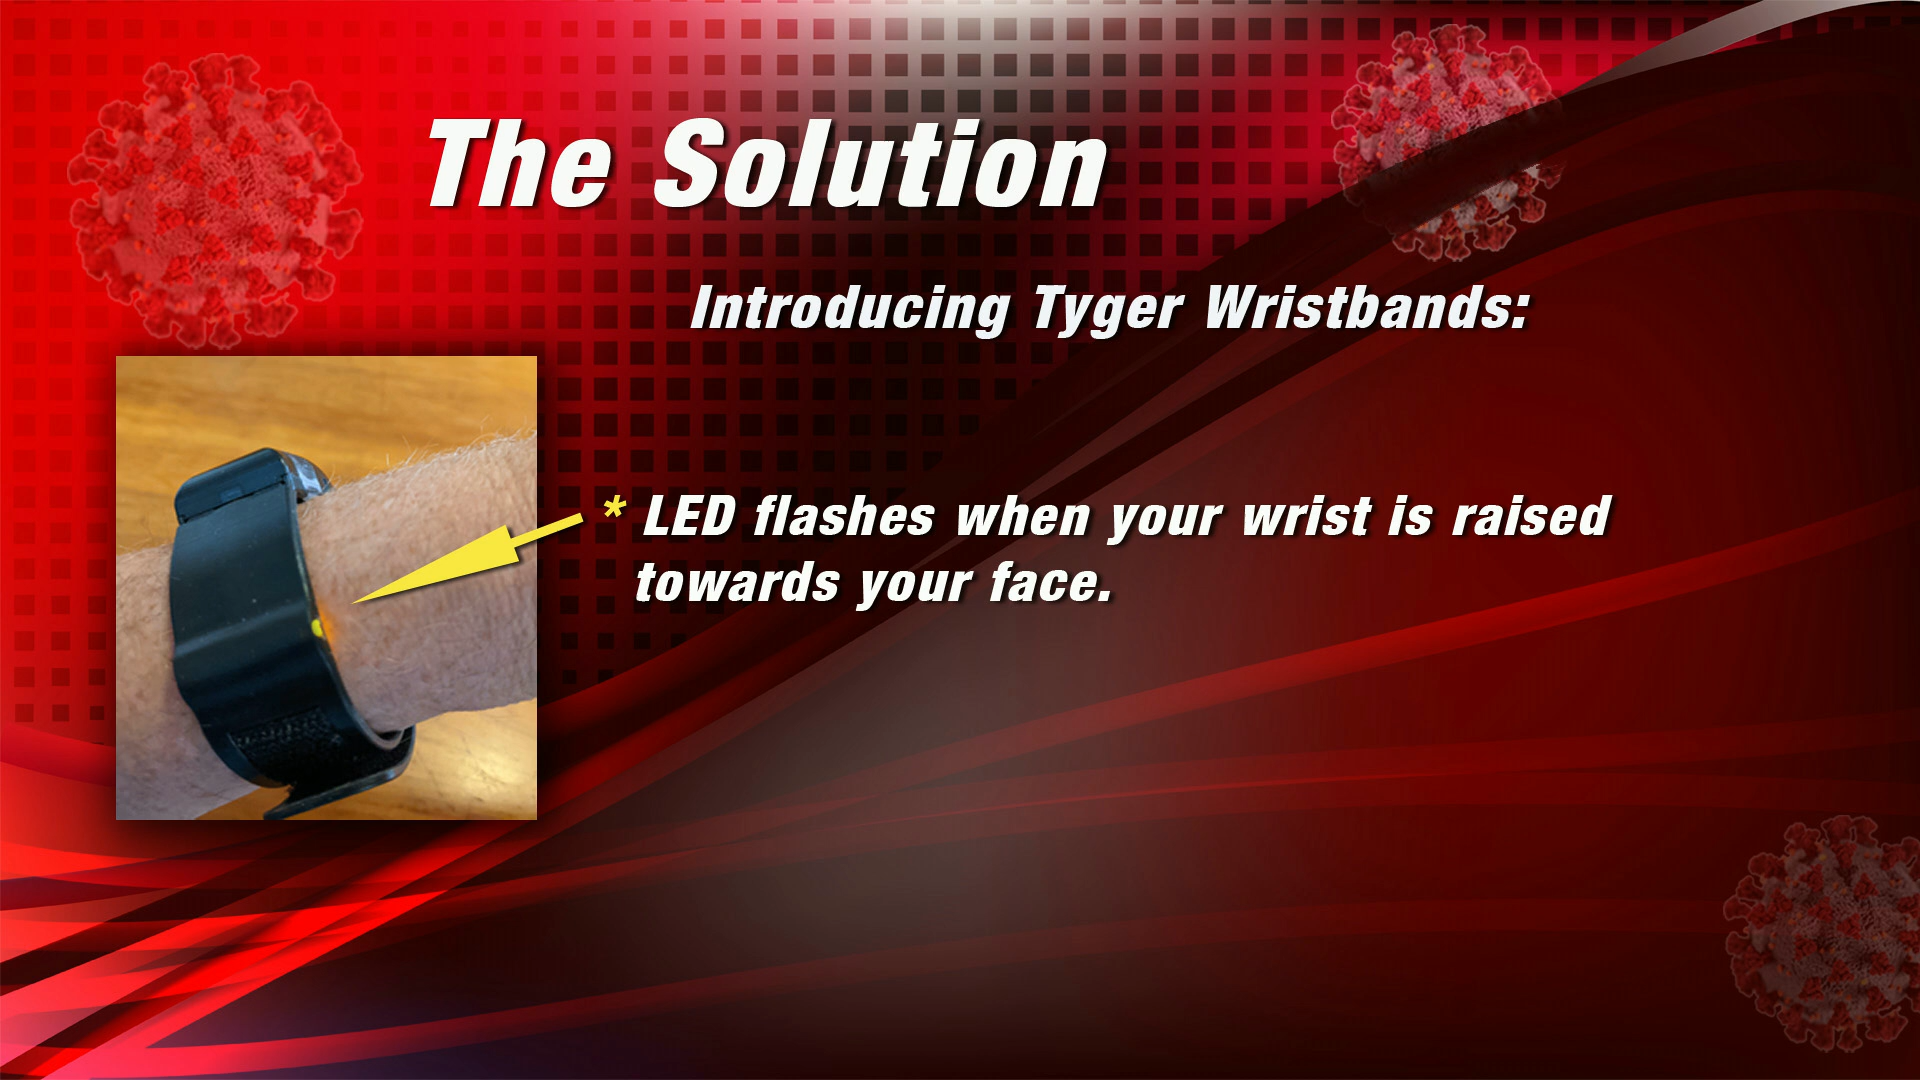 The Solution
Introducing Tyger Wristbands:
* LED flashes when your wrist is raised
towards your face.